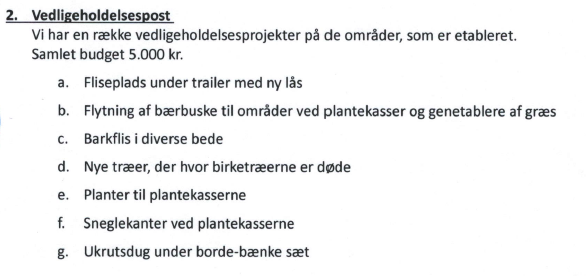 2. Vedligeholdelsespost
Vi har en række vedligeholdelsesprojekter på de områder, som er etableret.
Samlet budget 5.000 kr.
a. Fliseplads under trailer med ny lås
b. Flytning af bærbuske til områder ved plantekasser og genetablere af græs
c. Barkflis i diverse bede
d. Nye træer, der hvor birketræerne er døde
e. Planter til plantekasserne
f. Sneglekanter ved plantekasserne
g. Ukrutsdug under borde-bænke sæt